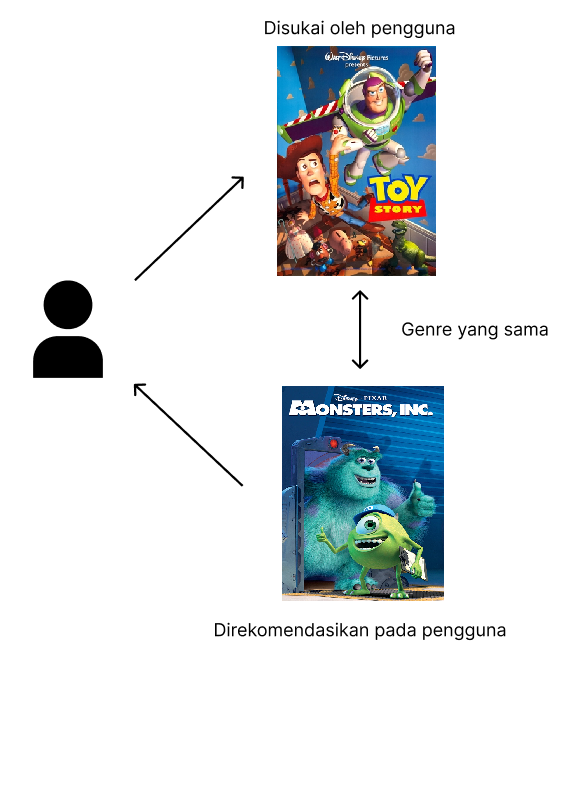 Disukai oleh pengguna
Walt Disney Pictures
presents
TOY
STORY
Genre yang sama
Disney PIXAR
MONSTERS, INC.
Direkomendasikan pada pengguna